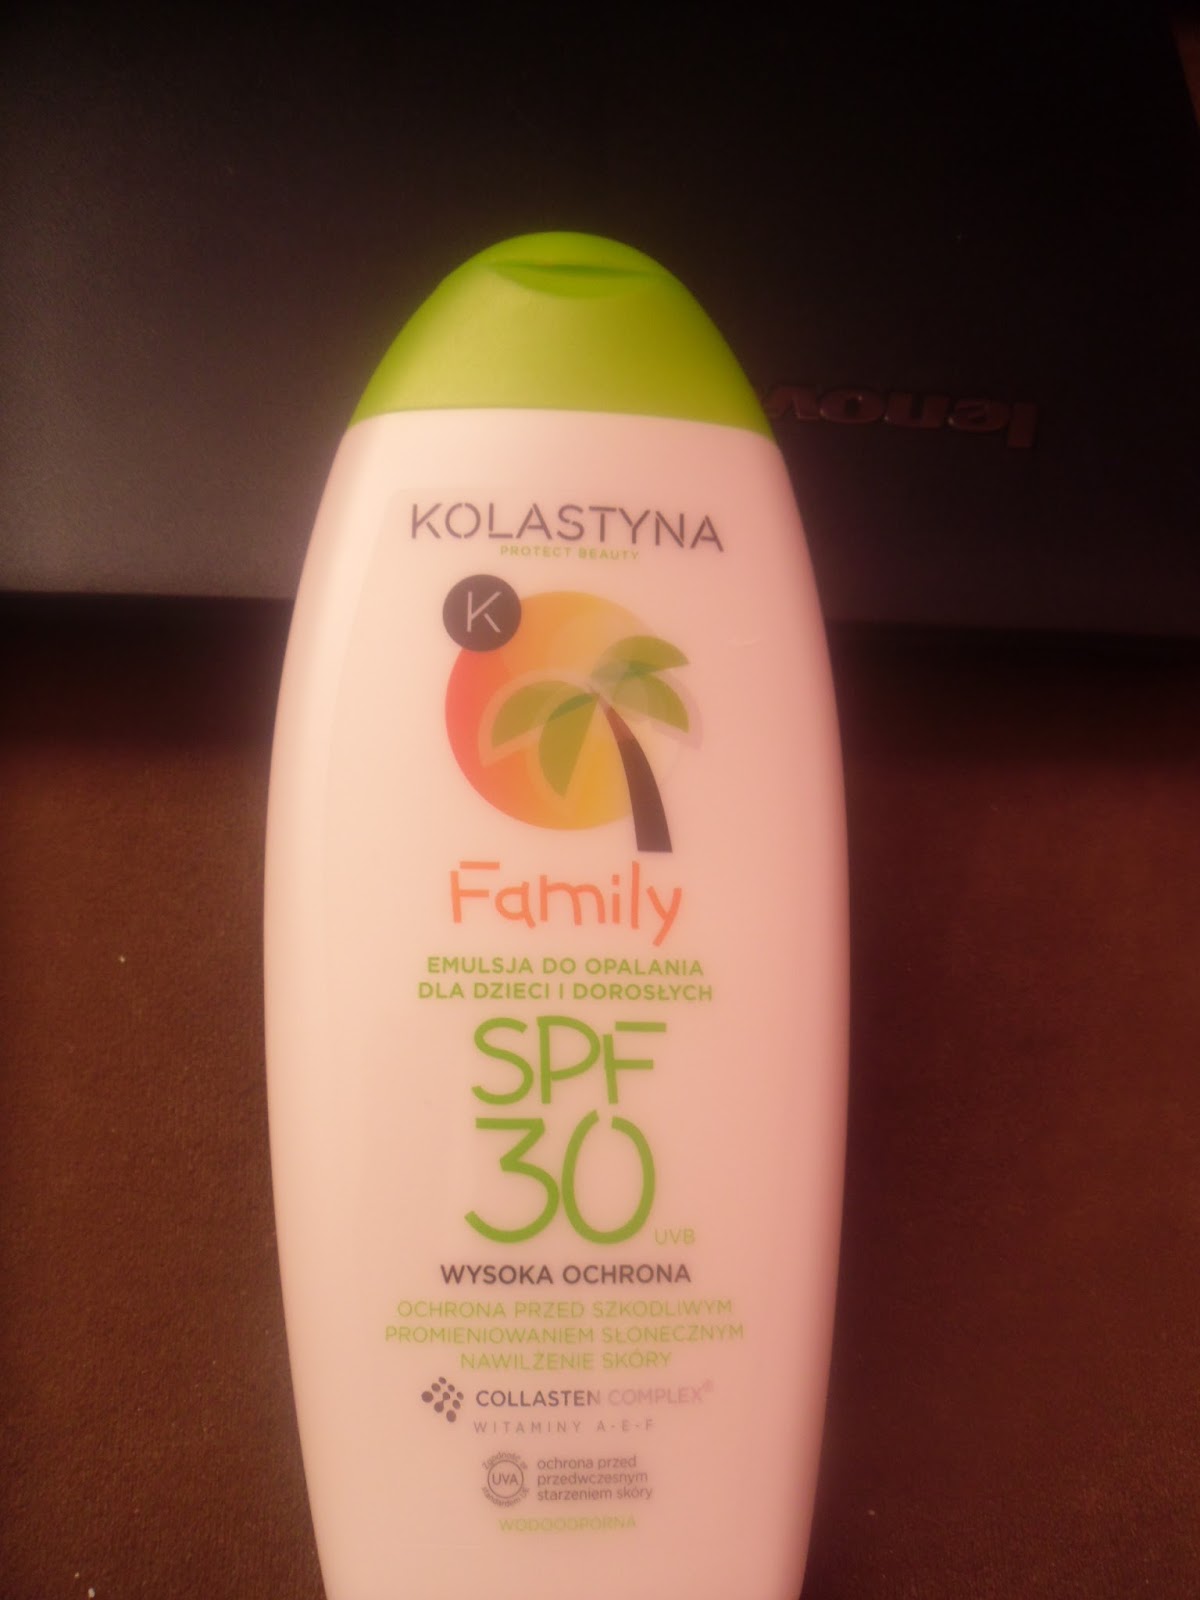 lenov
KOLASTYNA
PROTECT BEAUTY
K
Family
EMULSJA DO OPALANIA
DLA DZIECI I DOROSŁYCH
SPF
30
UVB
WYSOKA OCHRONA
OCHRONA PRZED SZKODLIWYM
PROMIENIOWANIEM SŁONECZNYM
NAWILŻENIE SKÓRY
COLLASTEN COMPLEX®
WITAMINY A-E-F
UVA
ochrona przed
przedwczesnym
starzeniem skóry
WODOODPORNA